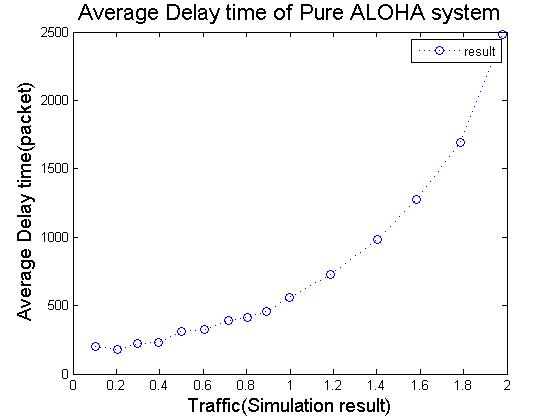 Average Delay time of Pure ALOHA system
result
Average Delay time(packet)
2500
2000
1500
1000
500
0
0 0.2 0.4 0.6 0.8 1 1.2 1.4 1.6 1.8 2
Traffic(Simulation result)